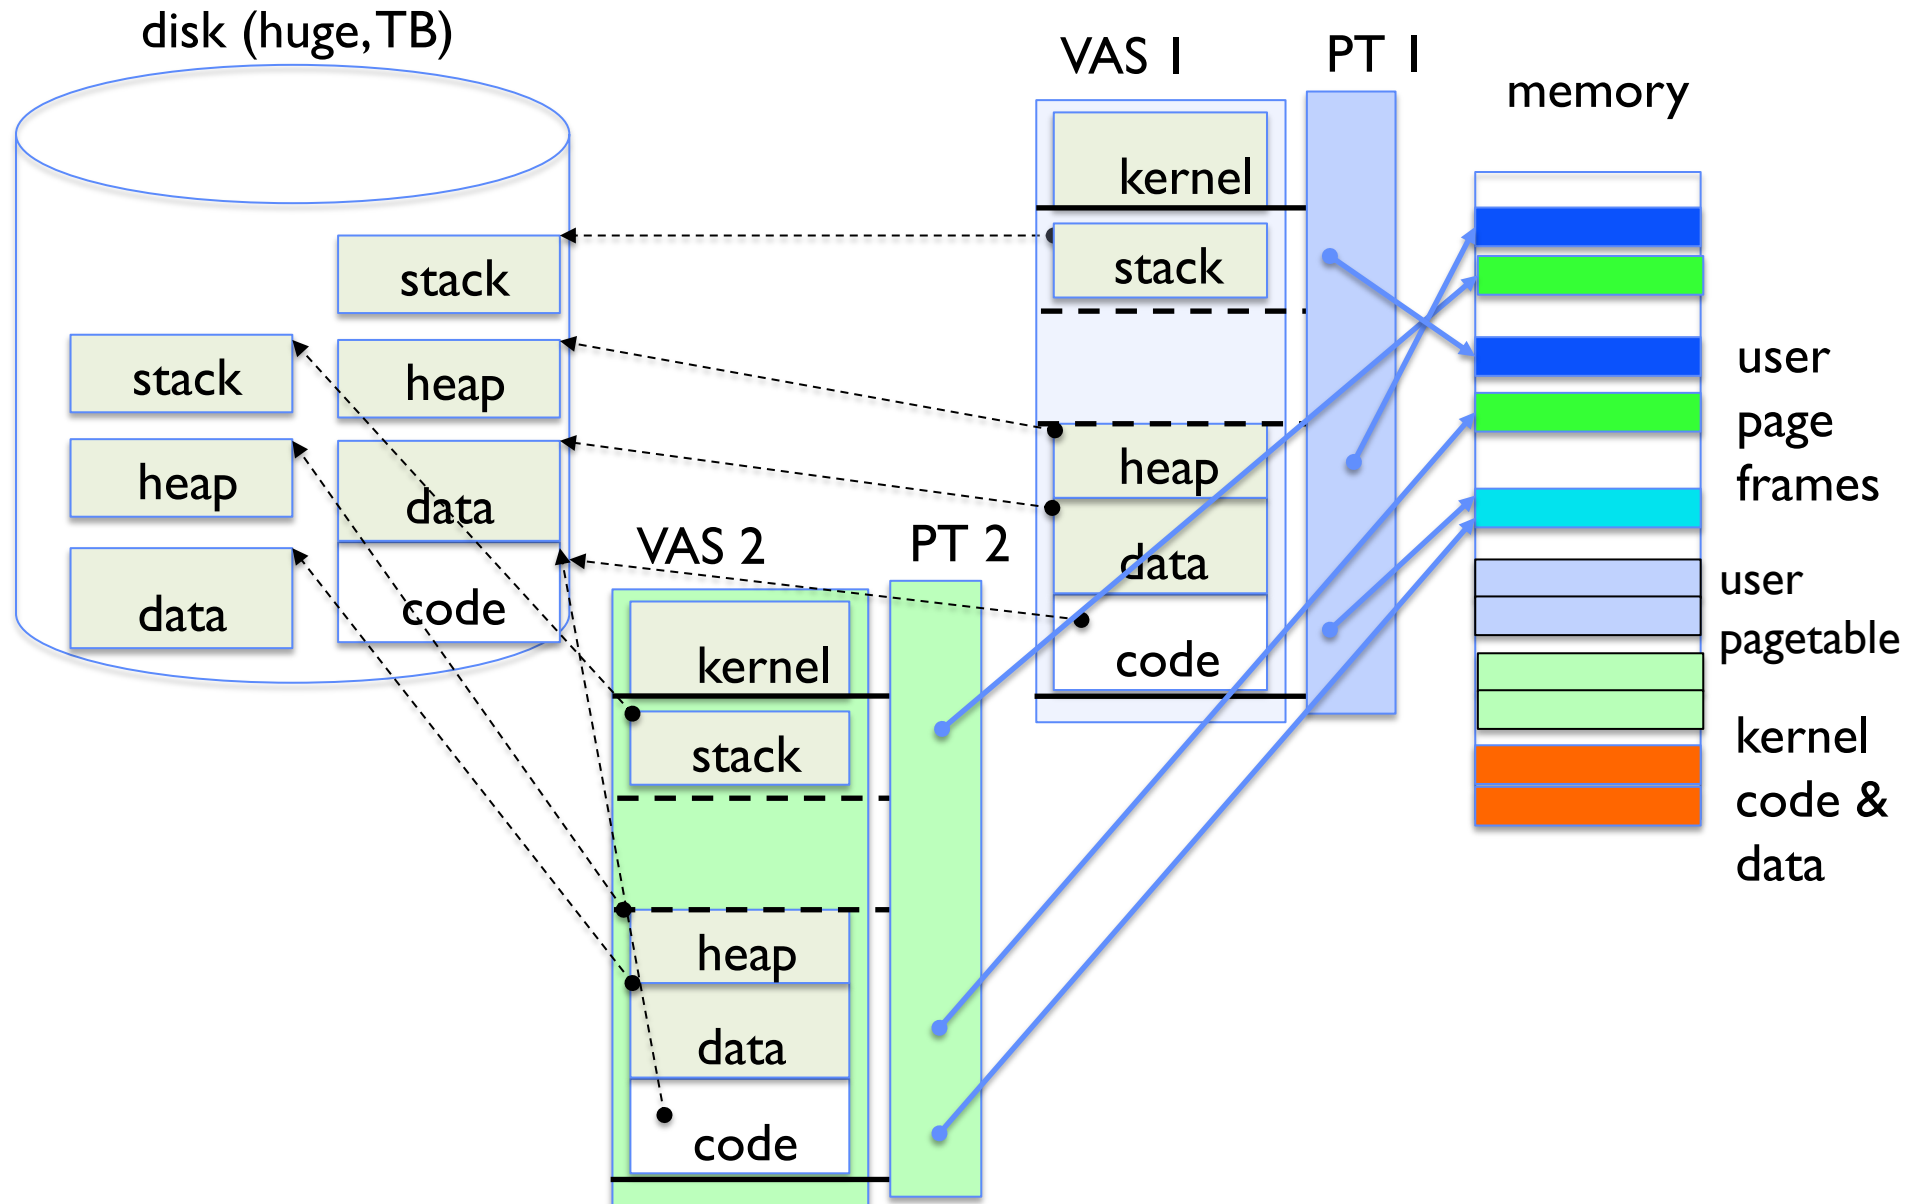 disk (huge, TB)
stack
heap
data
code
stack
heap
data
VAS 1
PT 1
kernel
stack
heap
data
code
VAS 2
PT 2
kernel
stack
heap
data
code
memory
user
page
frames
user
pagetable
kernel
code &
data